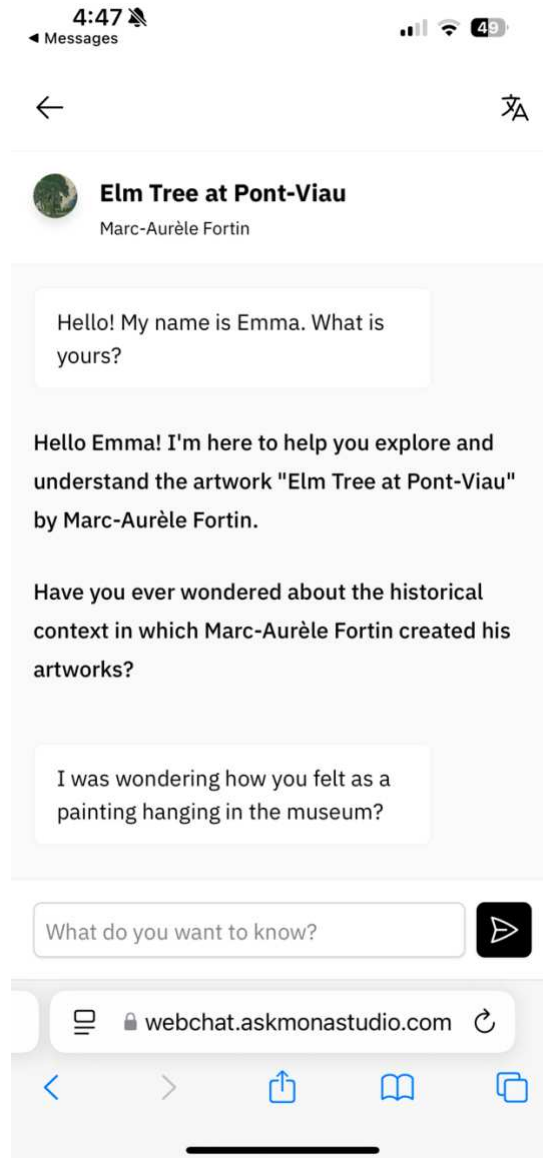 4:47
◀ Messages
49
文A
Elm Tree at Pont-Viau
Marc-Aurèle Fortin
Hello! My name is Emma. What is
yours?
Hello Emma! I'm here to help you explore and
understand the artwork "Elm Tree at Pont-Viau"
by Marc-Aurèle Fortin.
Have you ever wondered about the historical
context in which Marc-Aurèle Fortin created his
artworks?
I was wondering how you felt as a
painting hanging in the museum?
What do you want to know?
webchat.askmonastudio.com